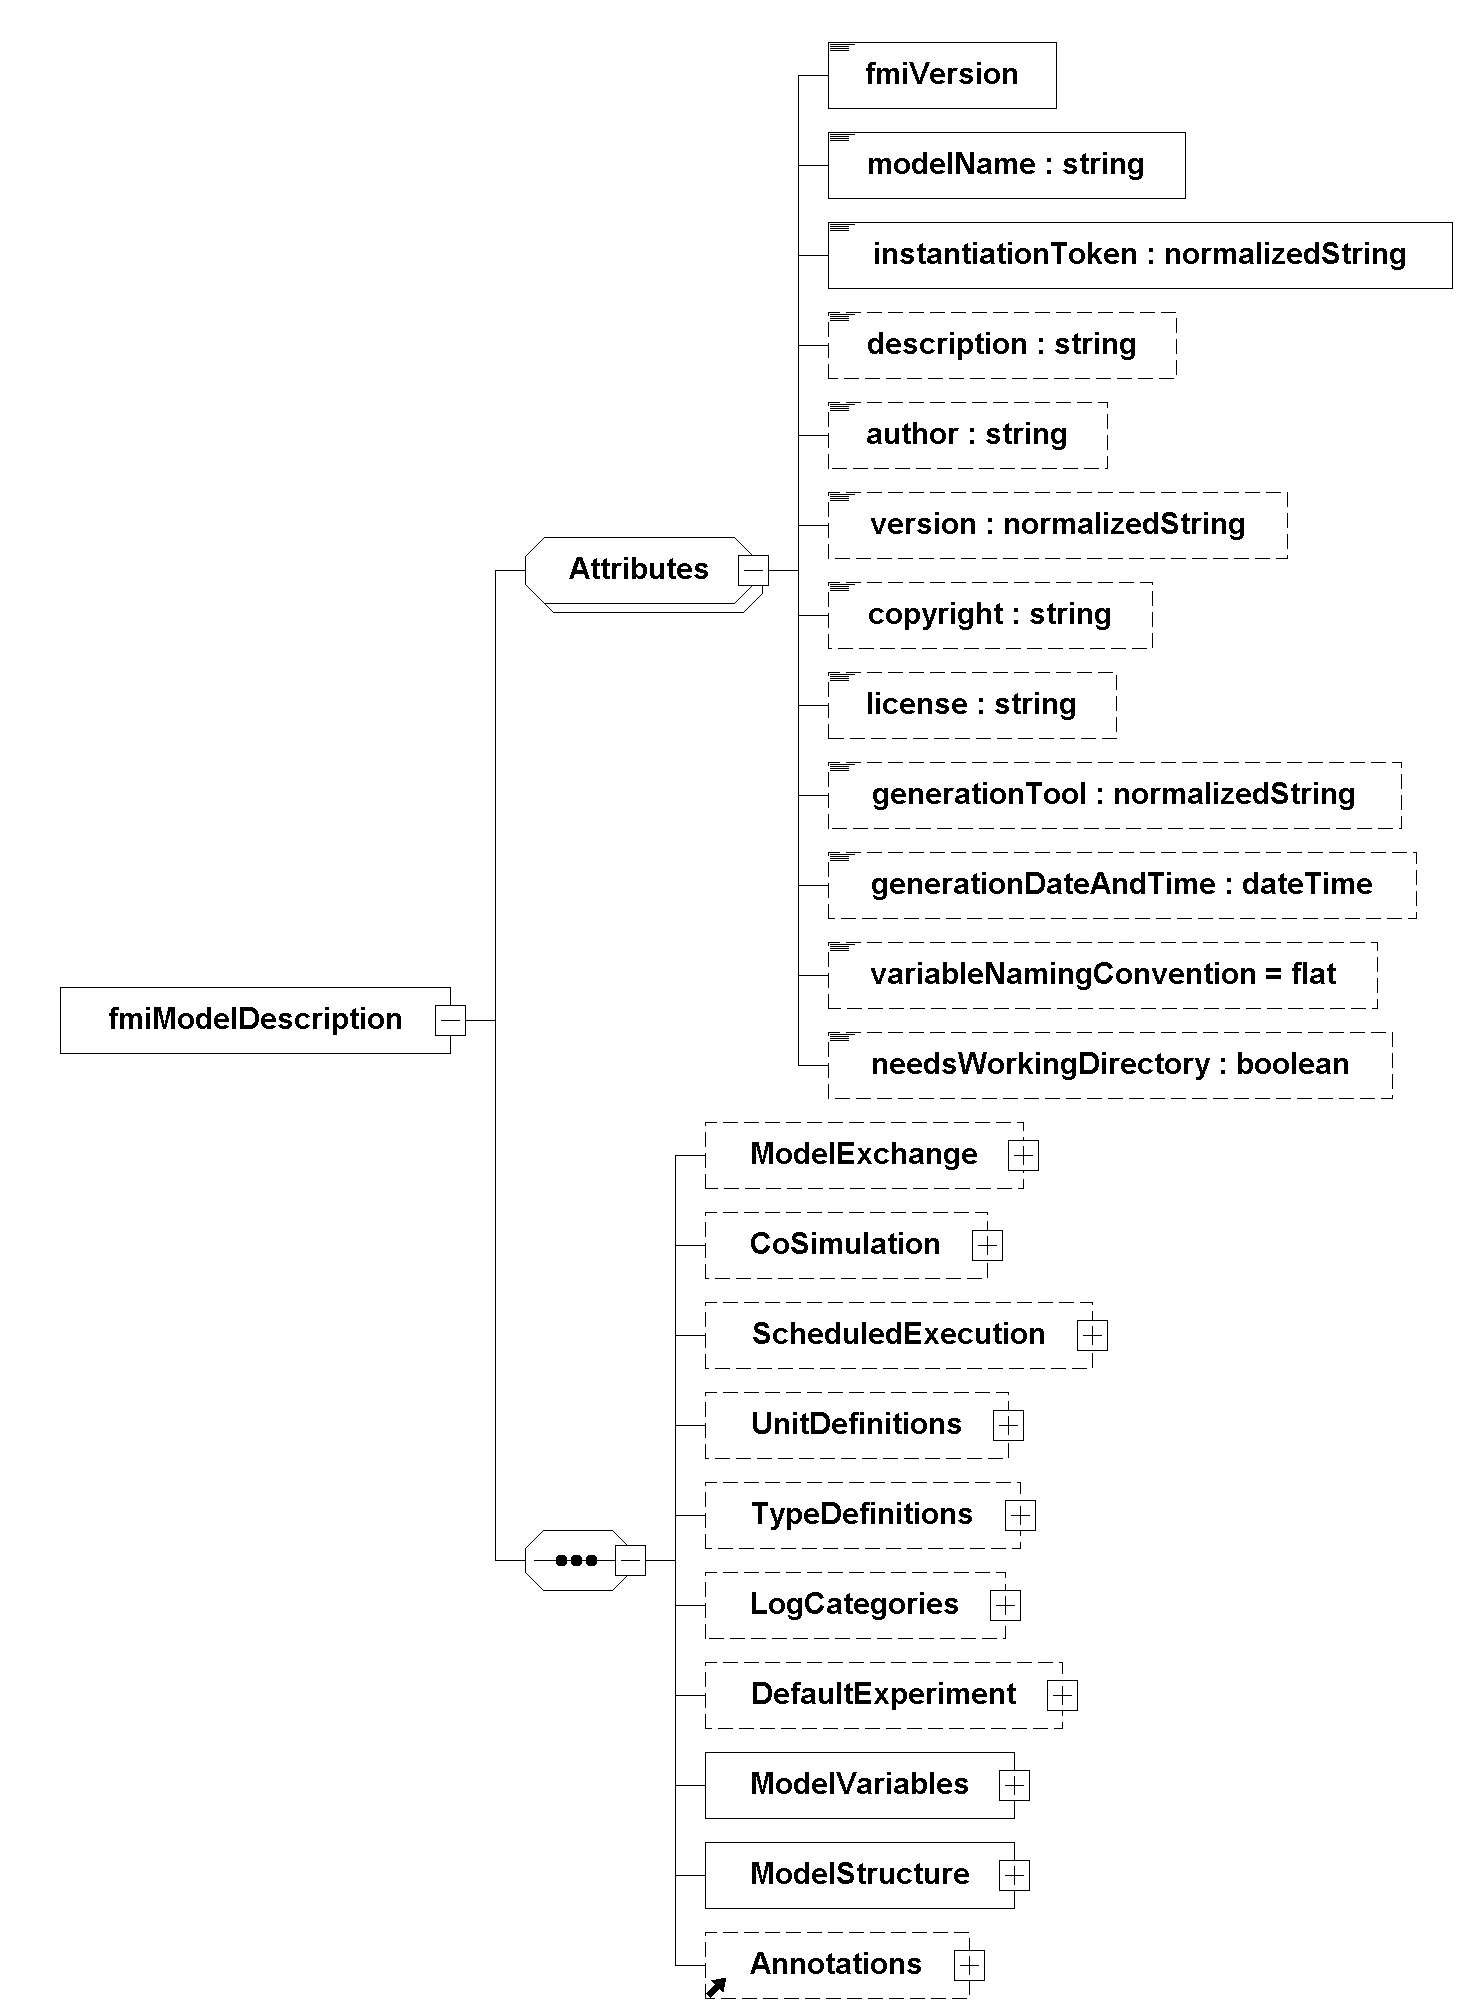 fmiVersion
modelName : string
instantiationToken : normalizedString
description : string
author : string
version : normalizedString
Attributes
copyright : string
license : string
generationTool : normalizedString
generationDateAndTime : dateTime
variableNamingConvention = flat
fmiModelDescription
needsWorkingDirectory : boolean
ModelExchange
CoSimulation
ScheduledExecution
UnitDefinitions
TypeDefinitions
LogCategories
DefaultExperiment
ModelVariables
ModelStructure
Annotations